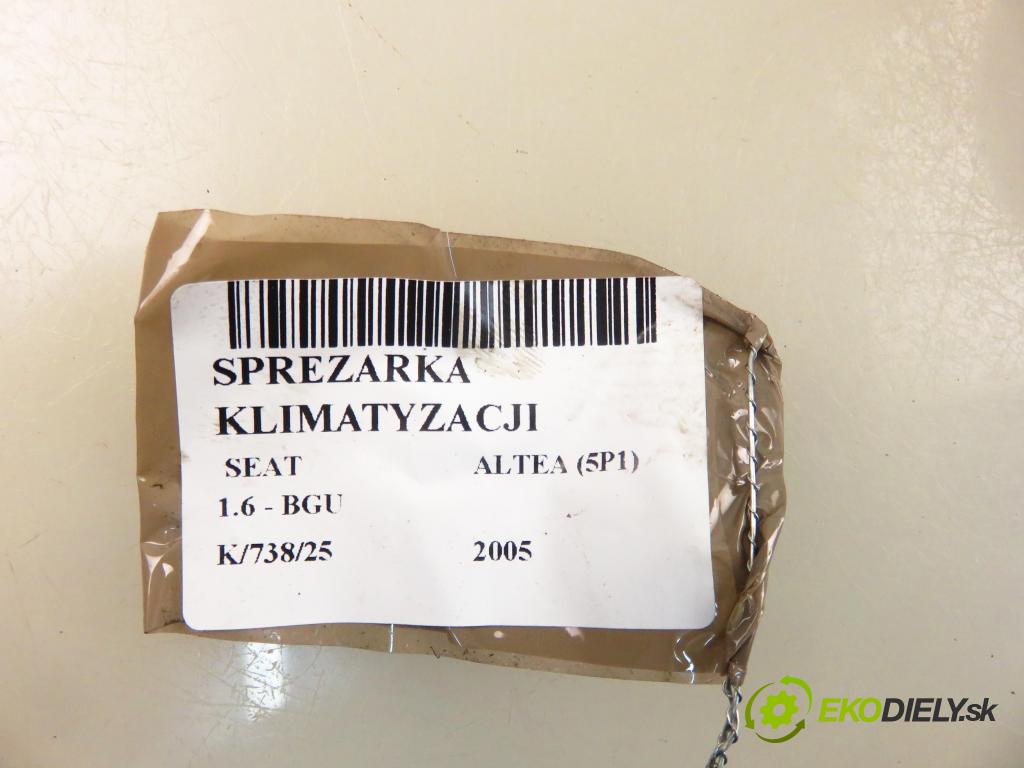 SPREZARKA
KLIMATYZACJI
SEAT ALTEA (5P1)
1.6 - BGU
K/738/25 2005
EKODIELY.sk